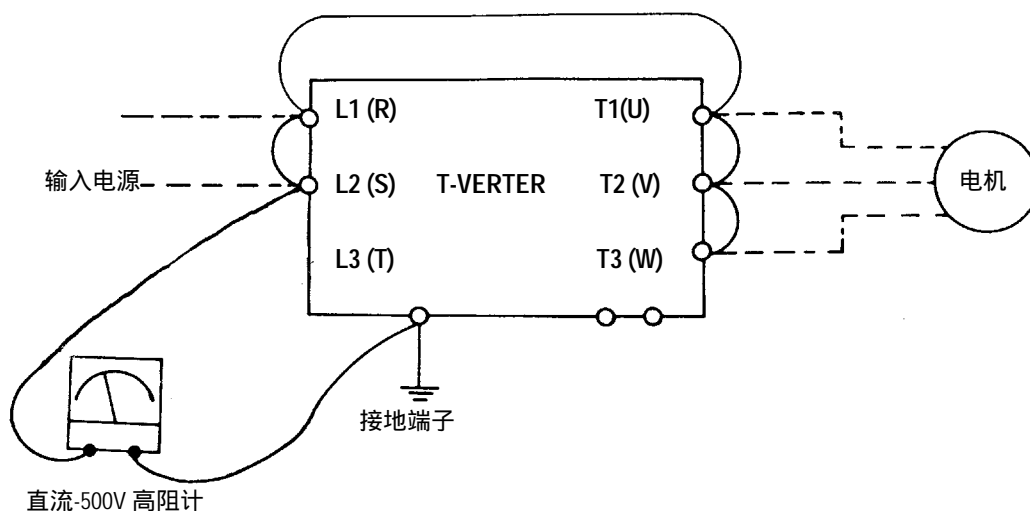 L1 (R)
T1(U)
输入电源
L2 (S)
T-VERTER
T2 (V)
电机
L3 (T)
T3 (W)
接地端子
直流-500V 高阻计